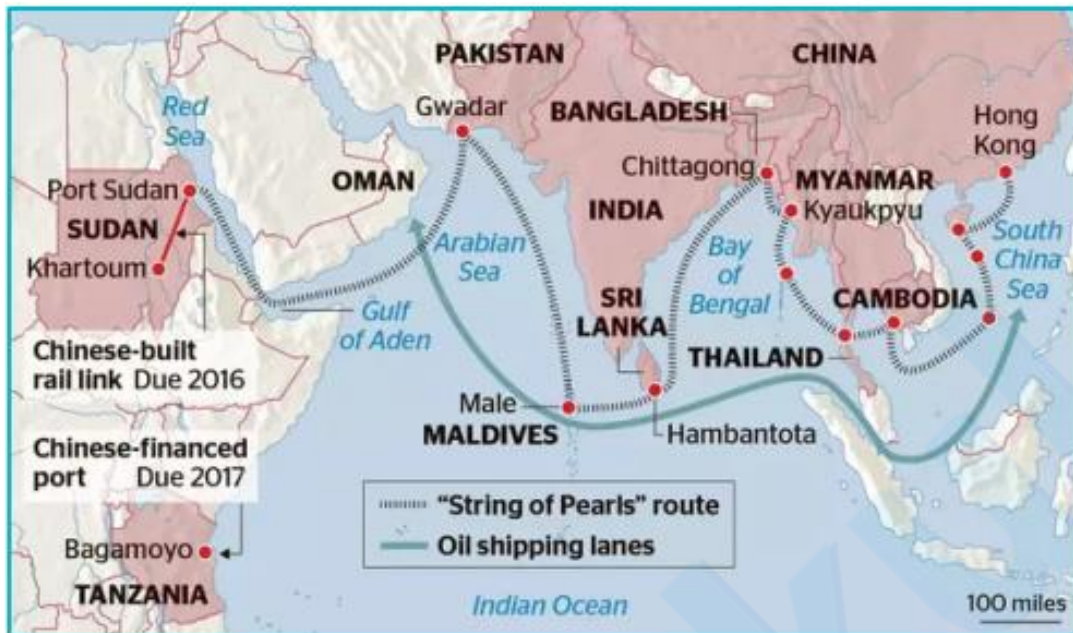 PAKISTAN
CHINA
Red
Sea
Gwadar
BANGLADESH
Hong
Kong
Chittagong
Port Sudan
OMAN
MYANMAR
Kyaukpyu
SUDAN
INDIA
Khartoum
Arabian
Sea
Bay
of
Bengal
South
China
Sea
Gulf
of Aden
SRI
LANKA
CAMBODIA
THAILAND
Chinese-built
rail link Due 2016
Male
MALDIVES
Hambantota
Chinese-financed
port Due 2017
"String of Pearls" route
Oil shipping lanes
Bagamoyo
TANZANIA
Indian Ocean
100 miles